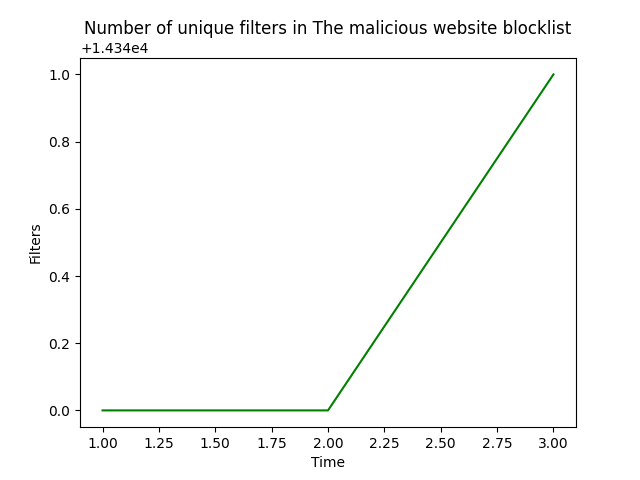 Number of unique filters in The malicious website blocklist
+1.434e4
1.0
0.8
0.6
0.4
0.2
0.0
Filters
1.00 1.25 1.50 1.75 2.00 2.25 2.50 2.75 3.00
Time